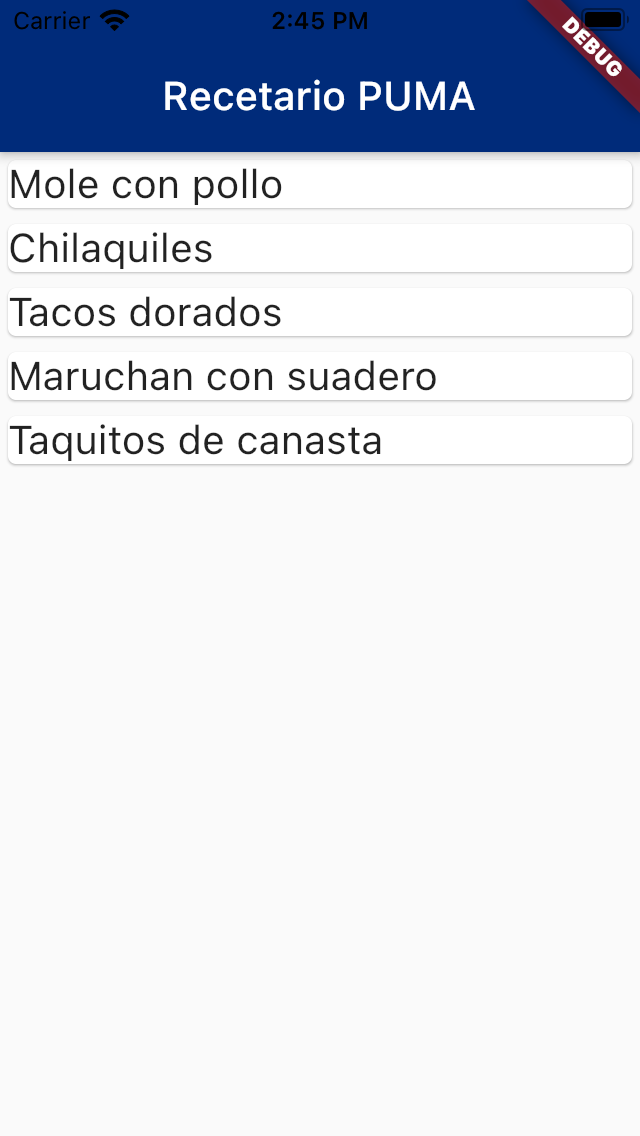 Carrier 2:45 PM
DEBUG
Recetario PUMA
Mole con pollo
Chilaquiles
Tacos dorados
Maruchan con suadero
Taquitos de canasta